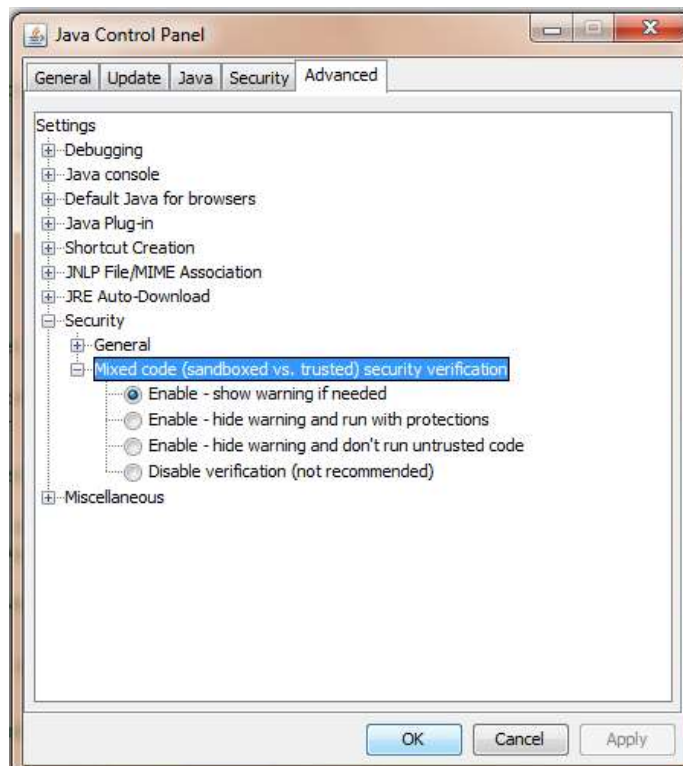 Java Control Panel
General Update Java Security Advanced
Settings
Debugging
Java console
Default Java for browsers
Java Plug-in
Shortcut Creation
JNLP File/MIME Association
JRE Auto-Download
Security
General
Mixed code (sandboxed vs. trusted) security verification
Enable - show warning if needed
Enable - hide warning and run with protections
Enable - hide warning and don't run untrusted code
Disable verification (not recommended)
Miscellaneous
OK Cancel Apply